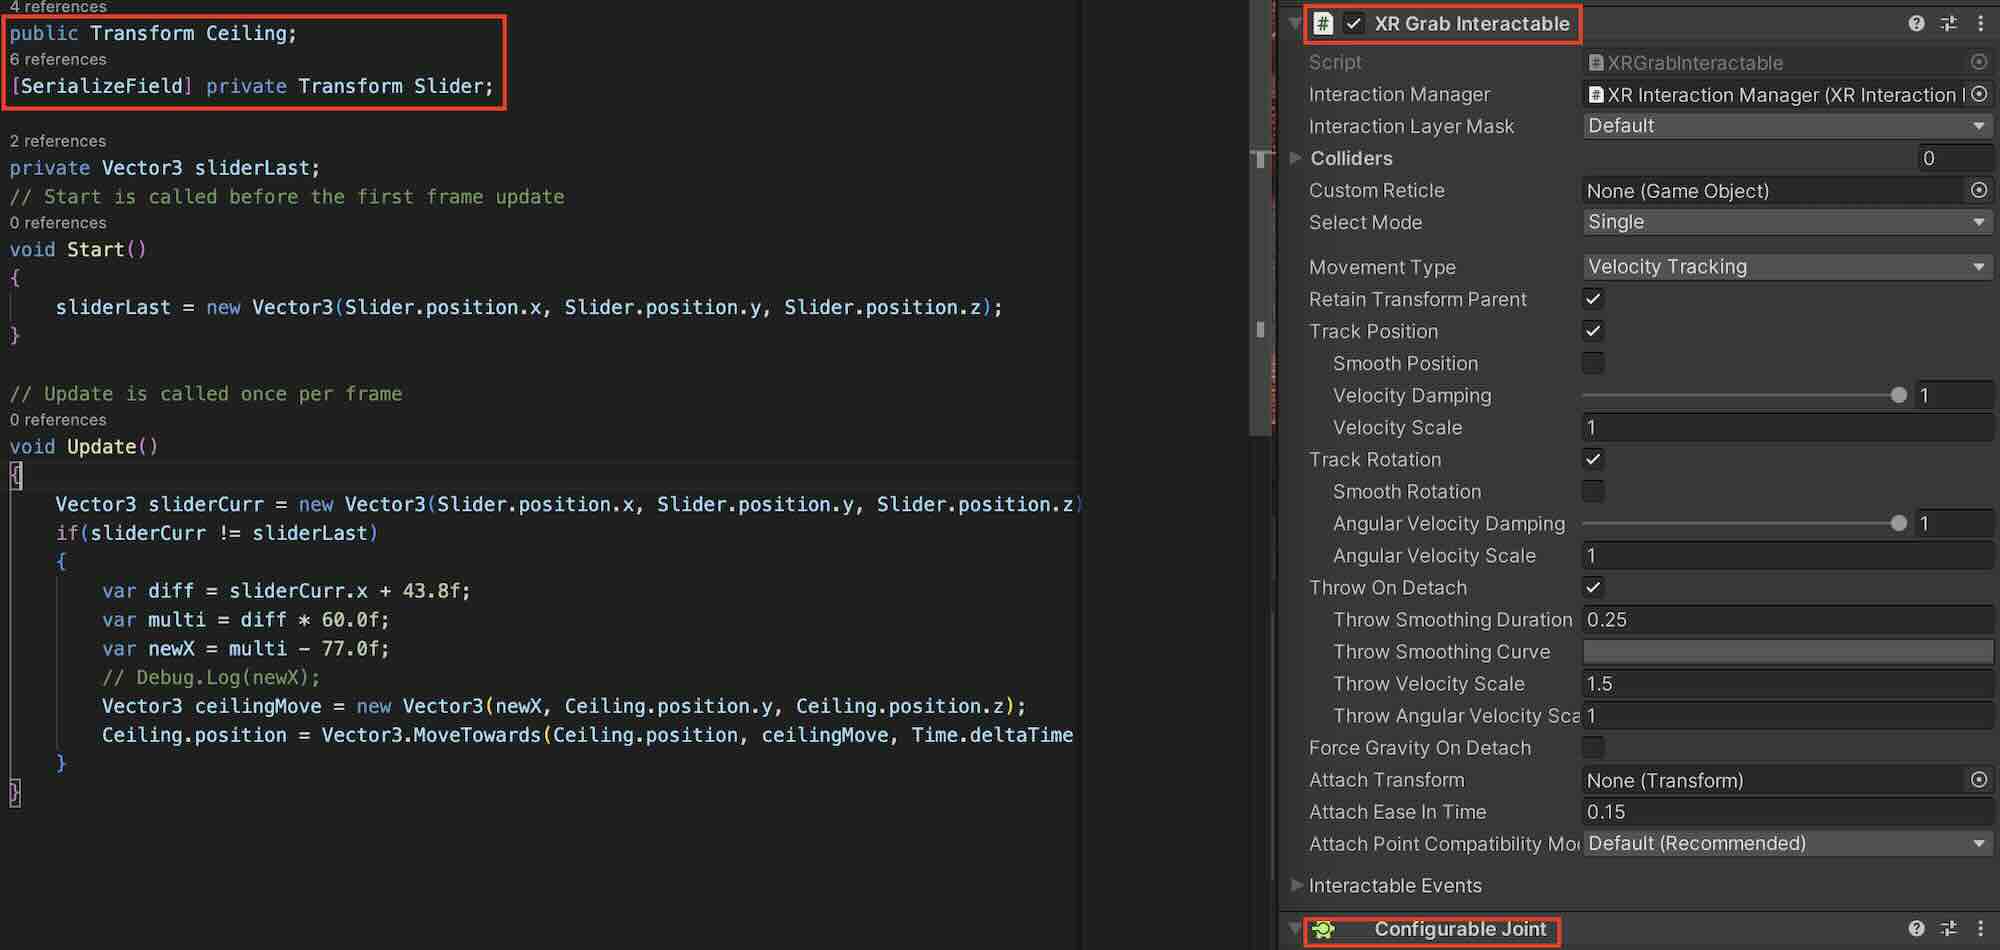 4 references
public Transform Ceiling;
6 references
[SerializeField] private Transform Slider;
2 references
private Vector3 sliderLast;
// Start is called before the first frame update
0 references
void Start()
{
sliderLast = new Vector3(Slider.position.x, Slider.position.y, Slider.position.z);
}
// Update is called once per frame
0 references
void Update()
{
Vector3 sliderCurr = new Vector3(Slider.position.x, Slider.position.y, Slider.position.z)
if(sliderCurr != sliderLast)
{
var diff = sliderCurr.x + 43.8f;
var multi = diff * 60.0f;
var newX = multi - 77.0f;
// Debug.Log(newX);
Vector3 ceilingMove = new Vector3(newX, Ceiling.position.y, Ceiling.position.z);
Ceiling.position = Vector3.MoveTowards(Ceiling.position, ceilingMove, Time.deltaTime
}
}
# XR Grab Interactable
Script # XRGrabInteractable
Interaction Manager # XR Interaction Manager (XR Interaction
Interaction Layer Mask Default
Colliders 0
Custom Reticle None (Game Object)
Select Mode Single
Movement Type Velocity Tracking
Retain Transform Parent
Track Position
Smooth Position
Velocity Damping 1
Velocity Scale 1
Track Rotation
Smooth Rotation
Angular Velocity Damping 1
Angular Velocity Scale 1
Throw On Detach
Throw Smoothing Duration 0.25
Throw Smoothing Curve
Throw Velocity Scale 1.5
Throw Angular Velocity Sca 1
Force Gravity On Detach
Attach Transform None (Transform)
Attach Ease In Time 0.15
Attach Point Compatibility Mo Default (Recommended)
Interactable Events
Configurable Joint